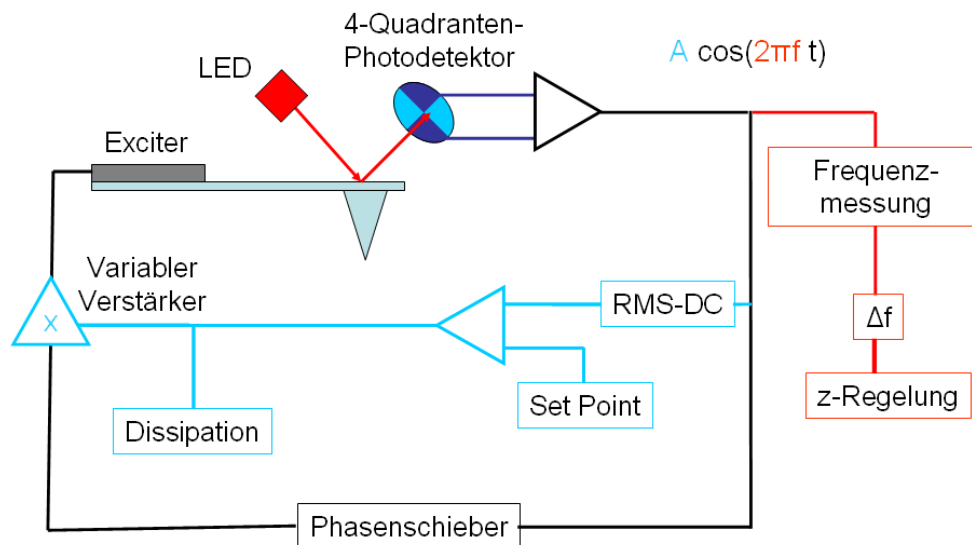 4-Quadranten-
Photodetektor
A cos(2πf t)
LED
Exciter
Frequenz-
messung
Variabler
Verstärker
RMS-DC
Δf
x
Set Point
z-Regelung
Dissipation
Phasenschieber